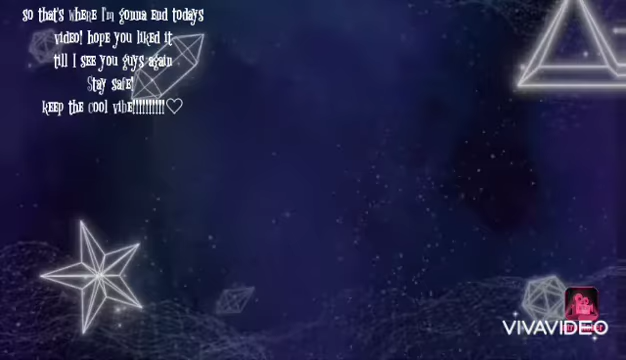 so that's where I'm gonna end todays
video! hope you liked it
till I see you guys again
Stay safe!
keep the cool vibe!!!!!!!!!!♡
VIVAVIDEO